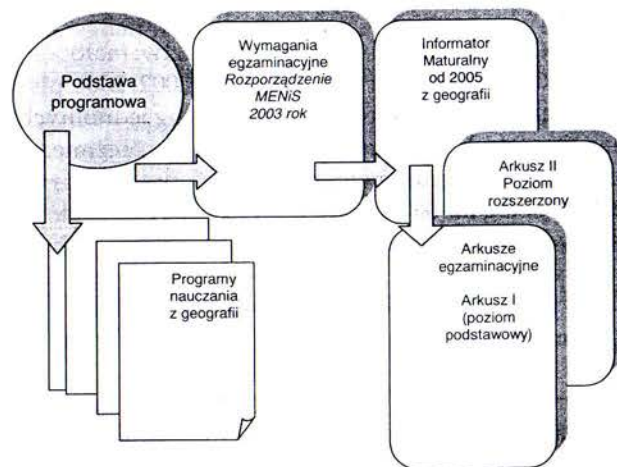 Podstawa
programowa
Wymagania
egzaminacyjne
Rozporządzenie
MENiS
2003 rok
Informator
Maturalny
od 2005
z geografii
Arkusz II
Poziom
rozszerzony
Arkusze
egzaminacyjne
Arkusz I
(poziom
podstawowy)
Programy
nauczania
z geografii